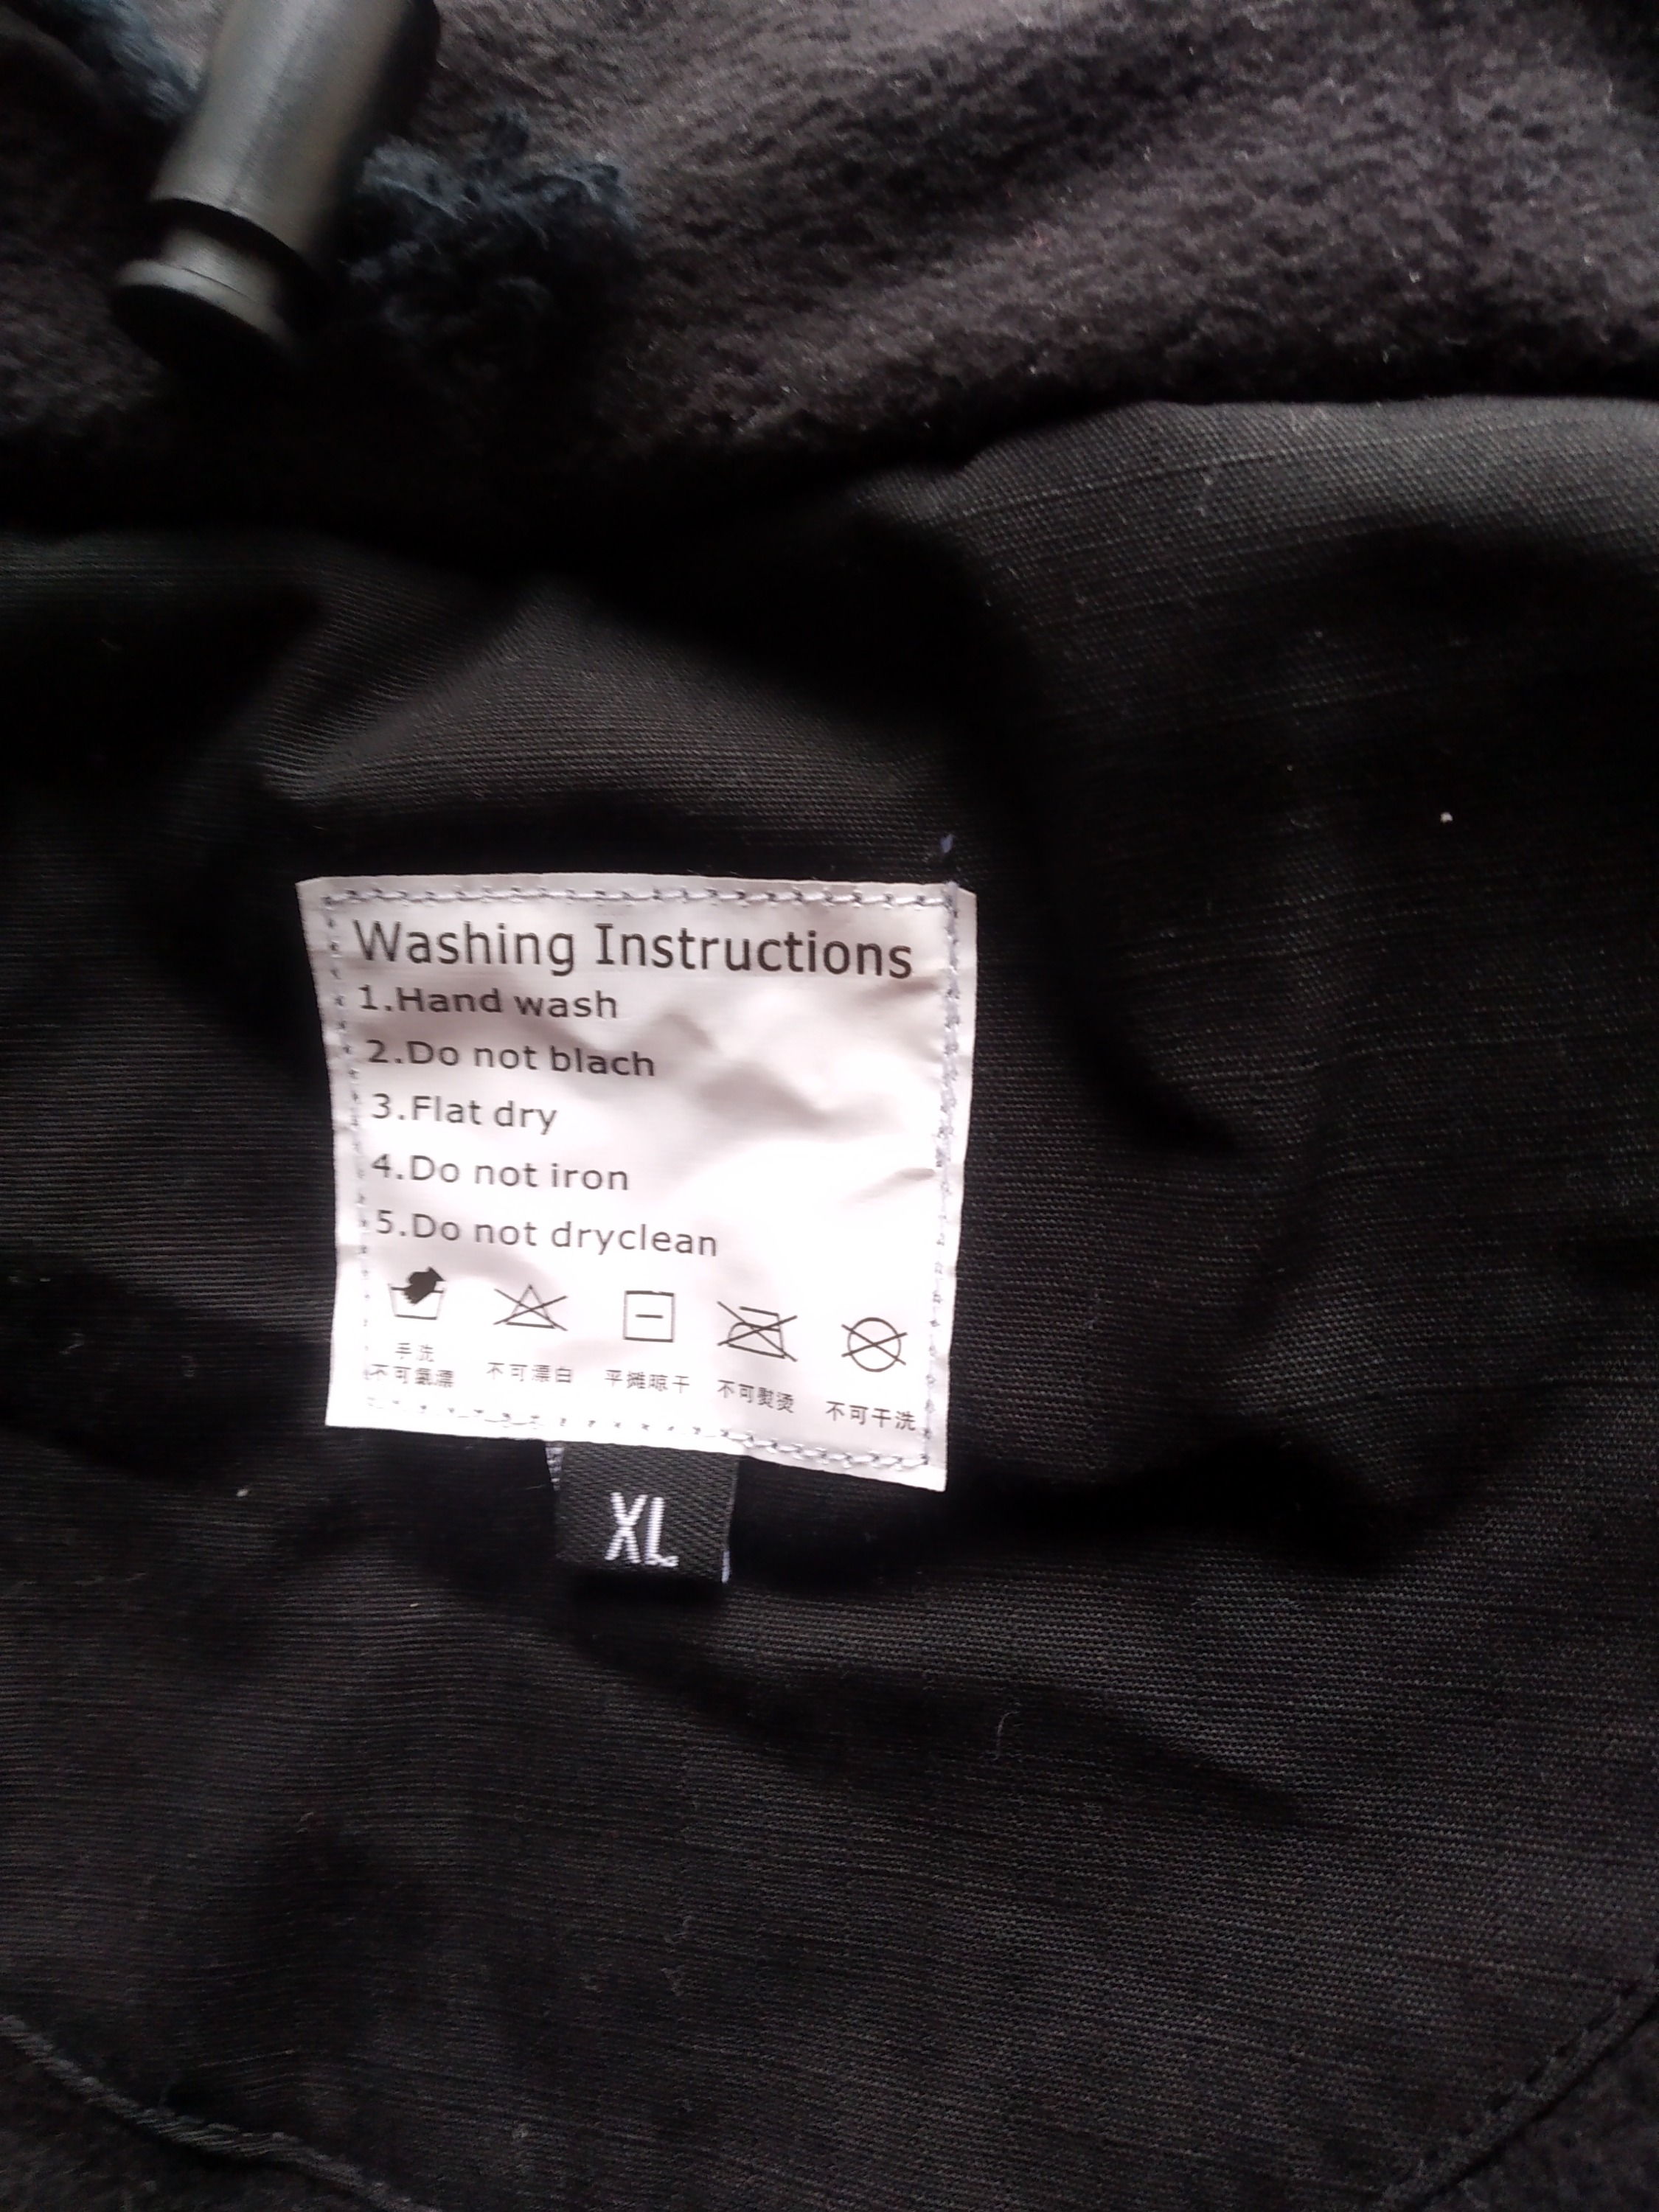 Washing Instructions
1.Hand wash
2.Do not blach
3.Flat dry
4.Do not iron
5.Do not dryclean
手洗
不可氯漂 不可漂白 平摊晾干 不可熨烫 不可干洗
XL